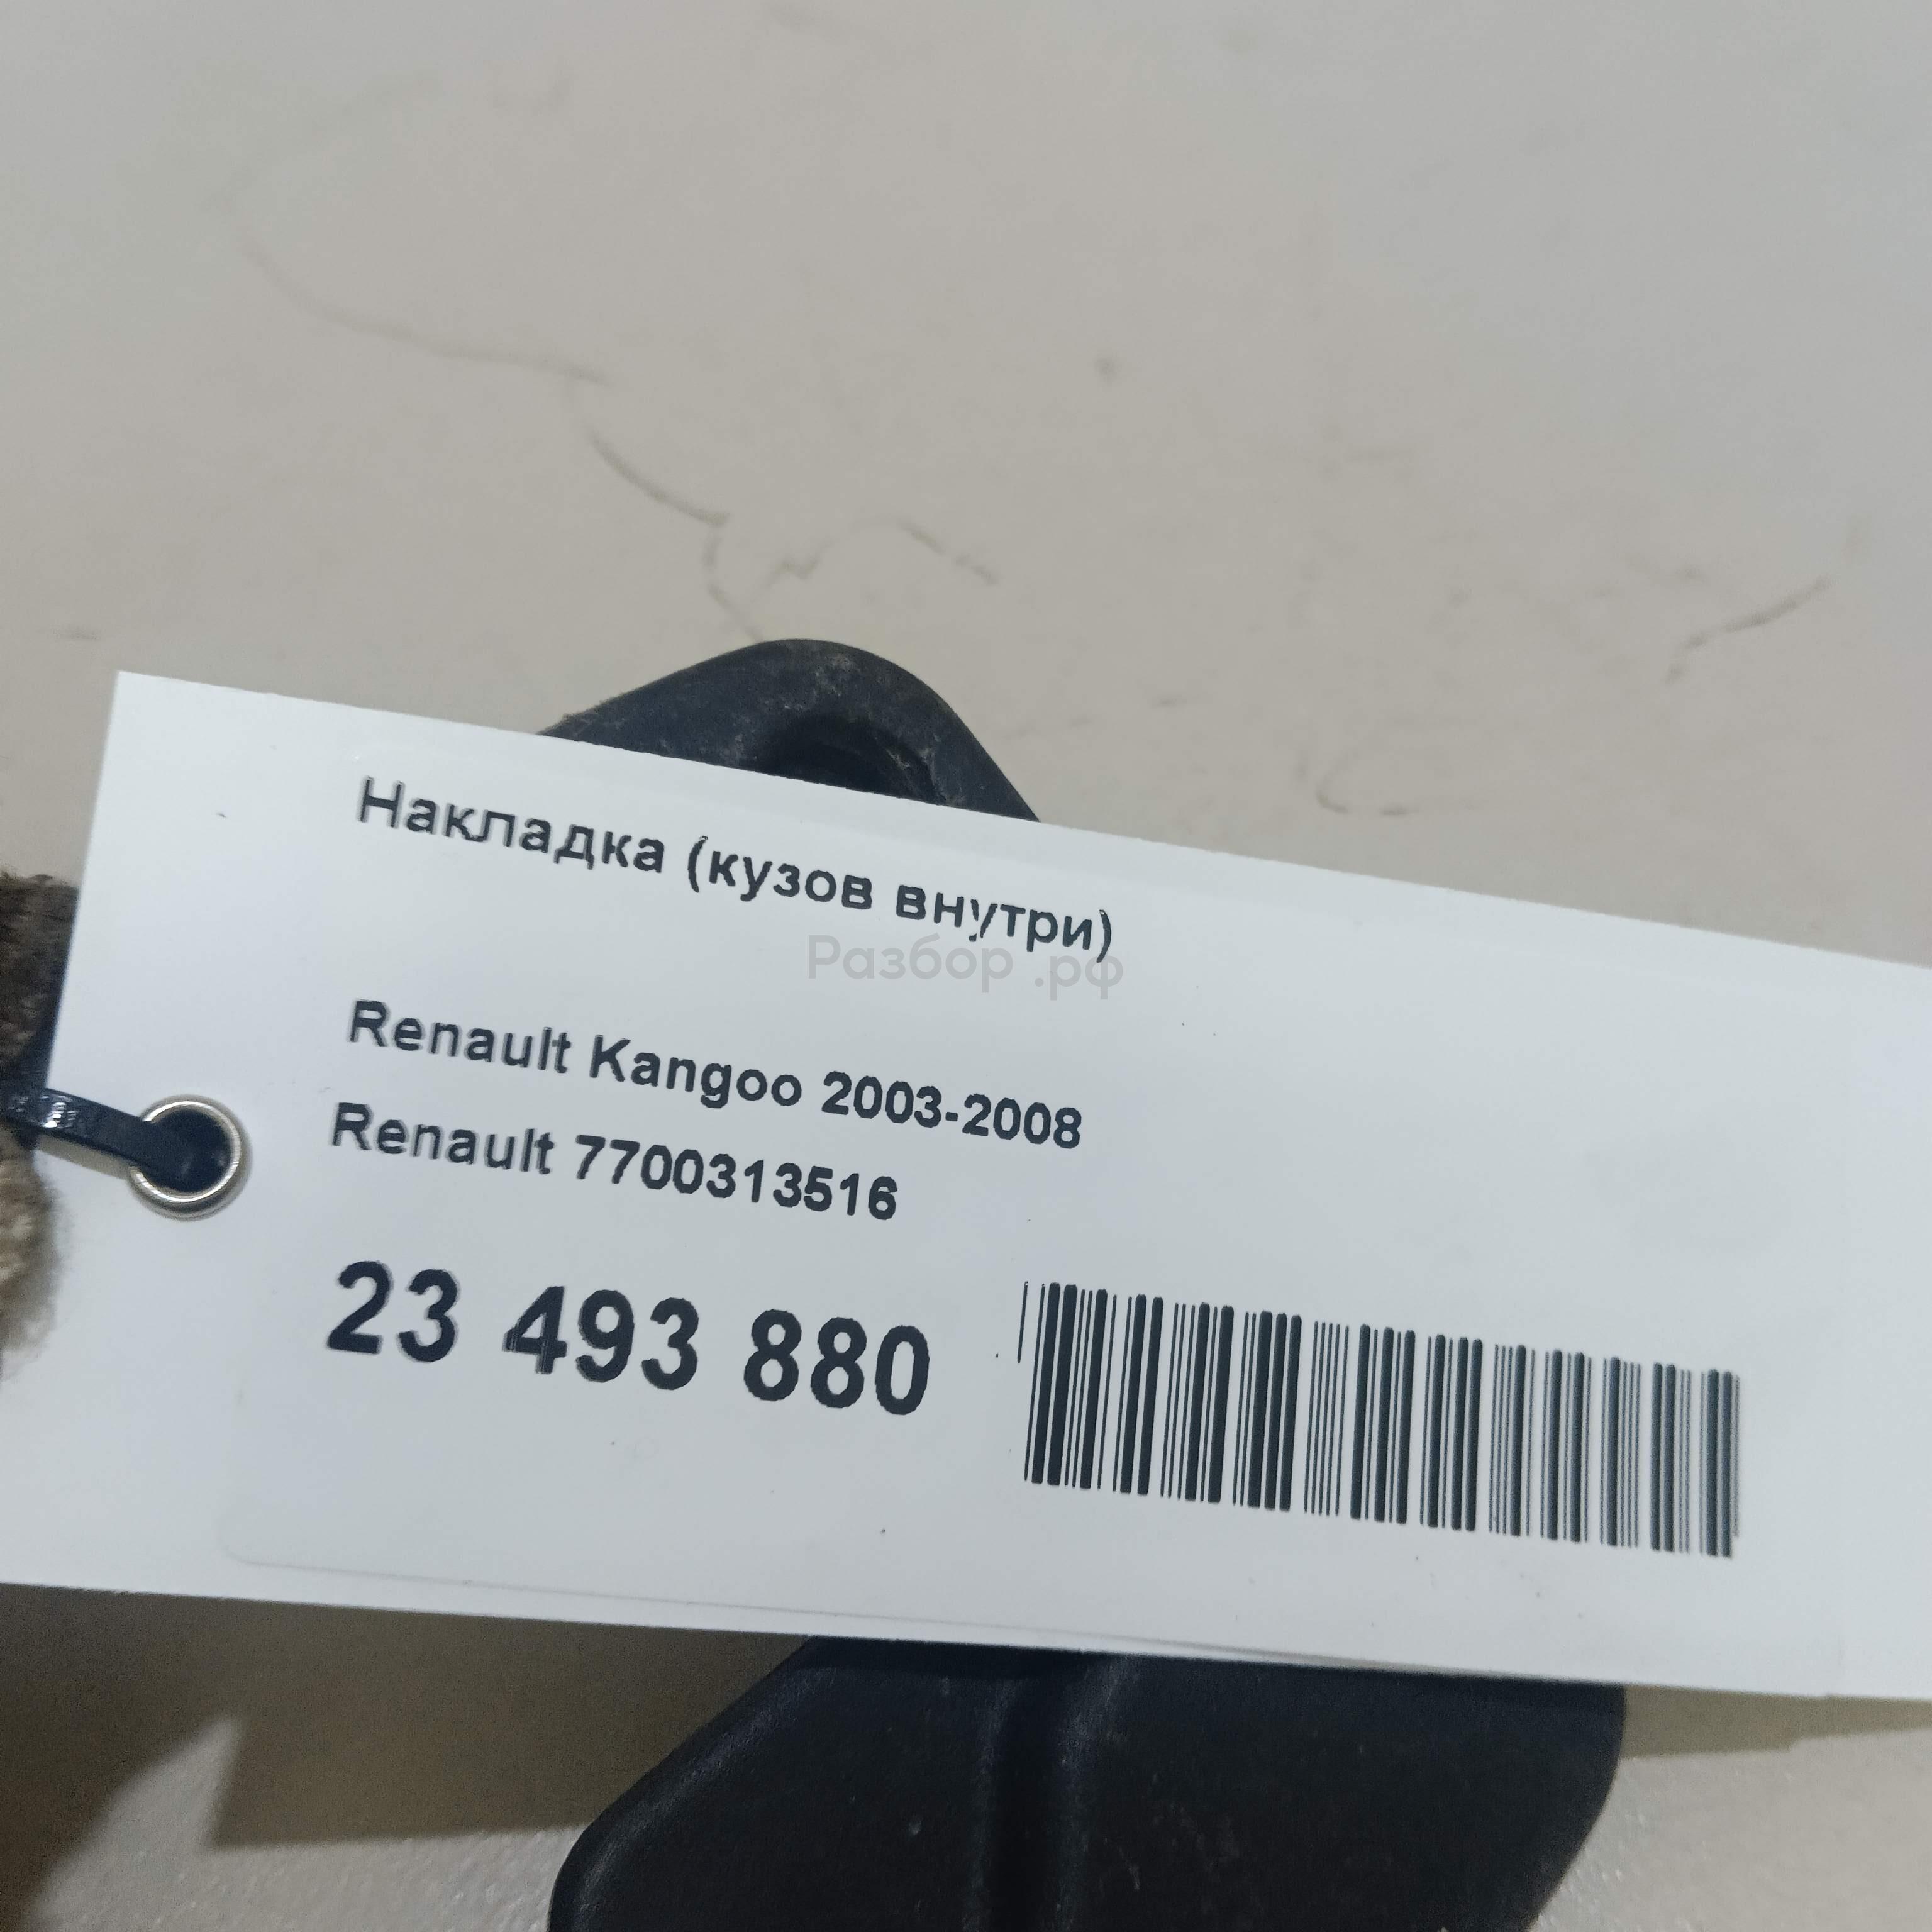 Накладка (кузов внутри)
Разбор.рф
Renault Kangoo 2003-2008
Renault 7700313516
23 493 880